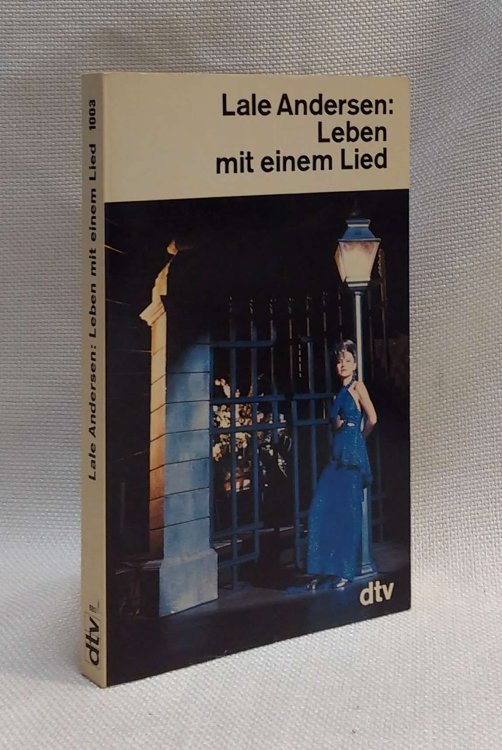 Lale Andersen:
Leben
mit einem Lied
dtv
Lale Andersen: Leben mit einem Lied 1003
dtv